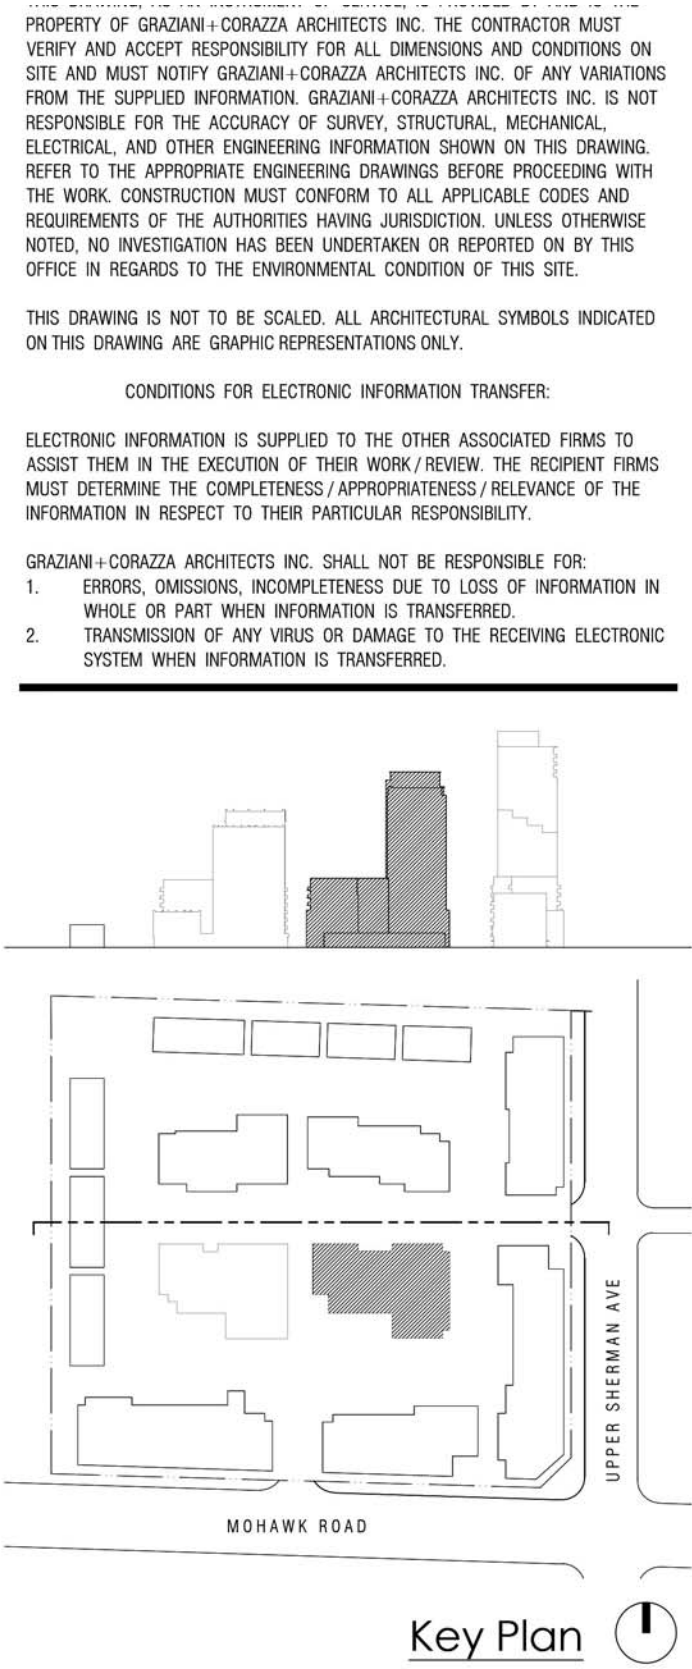 PROPERTY OF GRAZIANI+CORAZZA ARCHITECTS INC. THE CONTRACTOR MUST
VERIFY AND ACCEPT RESPONSIBILITY FOR ALL DIMENSIONS AND CONDITIONS ON
SITE AND MUST NOTIFY GRAZIANI+CORAZZA ARCHITECTS INC. OF ANY VARIATIONS
FROM THE SUPPLIED INFORMATION. GRAZIANI+CORAZZA ARCHITECTS INC. IS NOT
RESPONSIBLE FOR THE ACCURACY OF SURVEY, STRUCTURAL, MECHANICAL,
ELECTRICAL, AND OTHER ENGINEERING INFORMATION SHOWN ON THIS DRAWING.
REFER TO THE APPROPRIATE ENGINEERING DRAWINGS BEFORE PROCEEDING WITH
THE WORK. CONSTRUCTION MUST CONFORM TO ALL APPLICABLE CODES AND
REQUIREMENTS OF THE AUTHORITIES HAVING JURISDICTION. UNLESS OTHERWISE
NOTED, NO INVESTIGATION HAS BEEN UNDERTAKEN OR REPORTED ON BY THIS
OFFICE IN REGARDS TO THE ENVIRONMENTAL CONDITION OF THIS SITE.
THIS DRAWING IS NOT TO BE SCALED. ALL ARCHITECTURAL SYMBOLS INDICATED
ON THIS DRAWING ARE GRAPHIC REPRESENTATIONS ONLY.
CONDITIONS FOR ELECTRONIC INFORMATION TRANSFER:
ELECTRONIC INFORMATION IS SUPPLIED TO THE OTHER ASSOCIATED FIRMS TO
ASSIST THEM IN THE EXECUTION OF THEIR WORK/REVIEW. THE RECIPIENT FIRMS
MUST DETERMINE THE COMPLETENESS/APPROPRIATENESS/RELEVANCE OF THE
INFORMATION IN RESPECT TO THEIR PARTICULAR RESPONSIBILITY.
GRAZIANI+CORAZZA ARCHITECTS INC. SHALL NOT BE RESPONSIBLE FOR:
1. ERRORS, OMISSIONS, INCOMPLETENESS DUE TO LOSS OF INFORMATION IN
WHOLE OR PART WHEN INFORMATION IS TRANSFERRED.
2. TRANSMISSION OF ANY VIRUS OR DAMAGE TO THE RECEIVING ELECTRONIC
SYSTEM WHEN INFORMATION IS TRANSFERRED.
UPPER SHERMAN AVE
MOHAWK ROAD
Key Plan